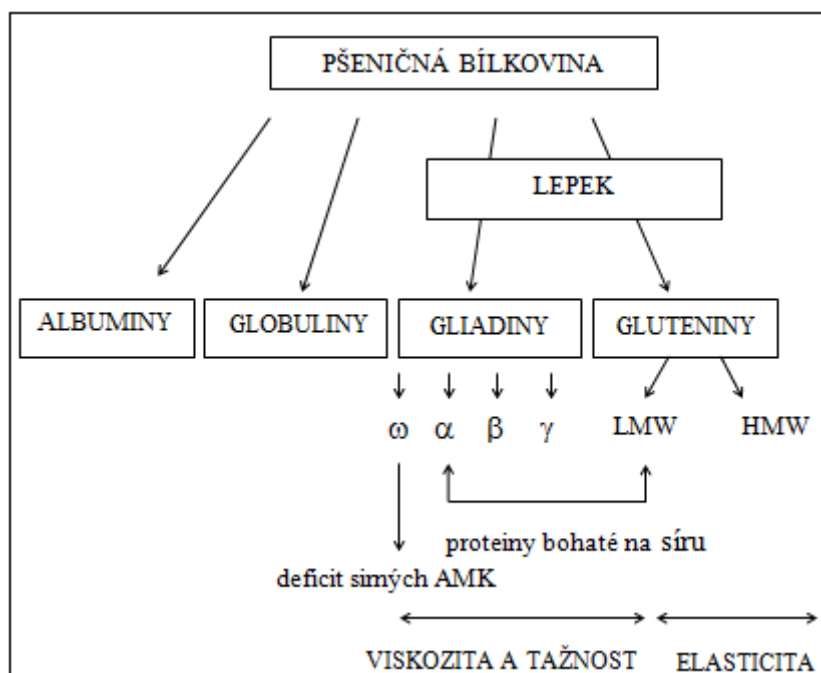 PŠENIČNÁ BÍLKOVINA
LEPEK
ALBUMINY GLOBULINY GLIADINY GLUTENINY
ω α β γ LMW HMW
proteiny bohaté na síru
deficit sirných AMK
VISKOZITA A TAŽNOST ELASTICITA